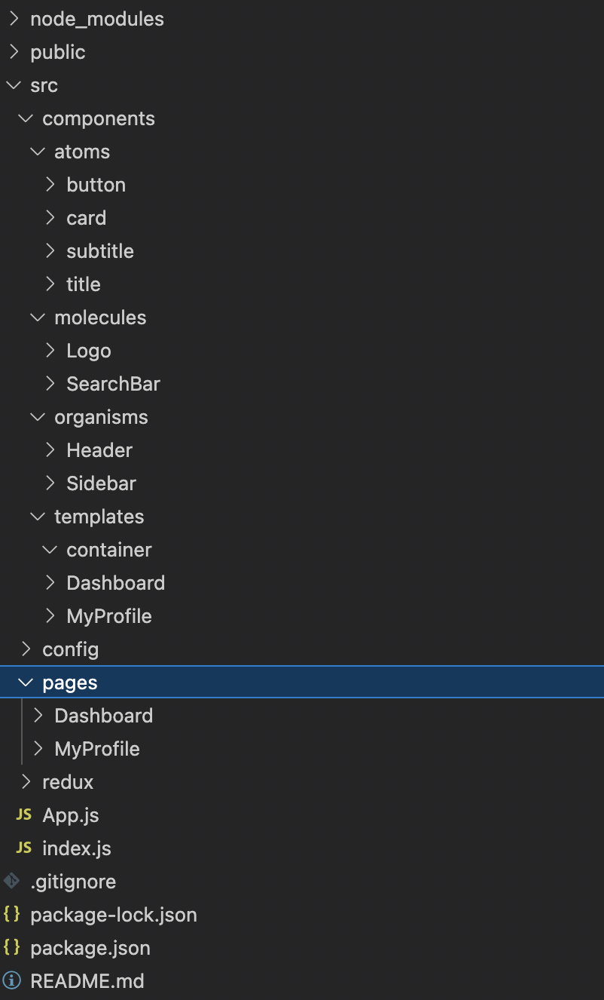 node_modules
public
src
components
atoms
button
card
subtitle
title
molecules
Logo
SearchBar
organisms
Header
Sidebar
templates
container
Dashboard
MyProfile
config
pages
Dashboard
MyProfile
redux
JS App.js
JS index.js
.gitignore
{} package-lock.json
{} package.json
README.md